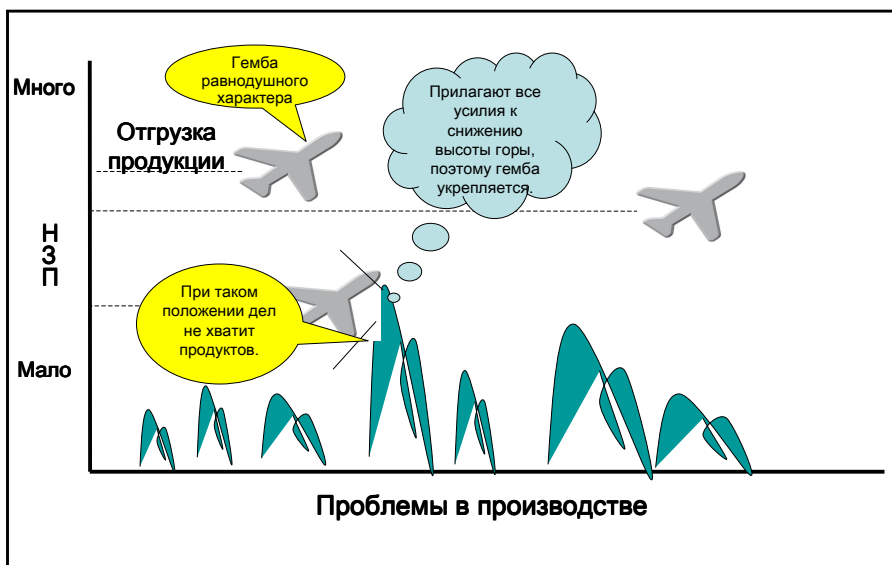 Много
Гемба
равнодушного
характера
Прилагают все
усилия к
снижению
высоты горы,
поэтому гемба
укрепляется.
Отгрузка
продукции
Н
З
П
При таком
положении дел
не хватит
продуктов.
Мало
Проблемы в производстве